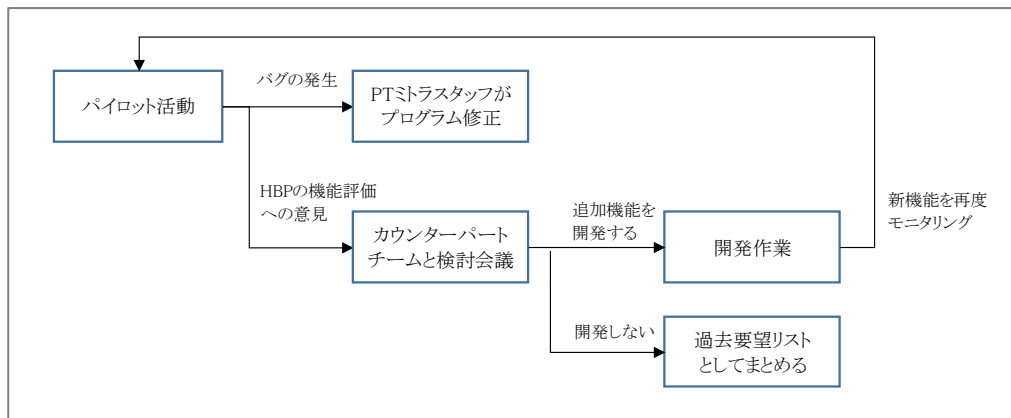 バグの発生
パイロット活動
PTミトラスタッフが
プログラム修正
HBPの機能評価
への意見
追加機能を
開発する
新機能を再度
モニタリング
カウンターパート
チームと検討会議
開発作業
開発しない
過去要望リスト
としてまとめる